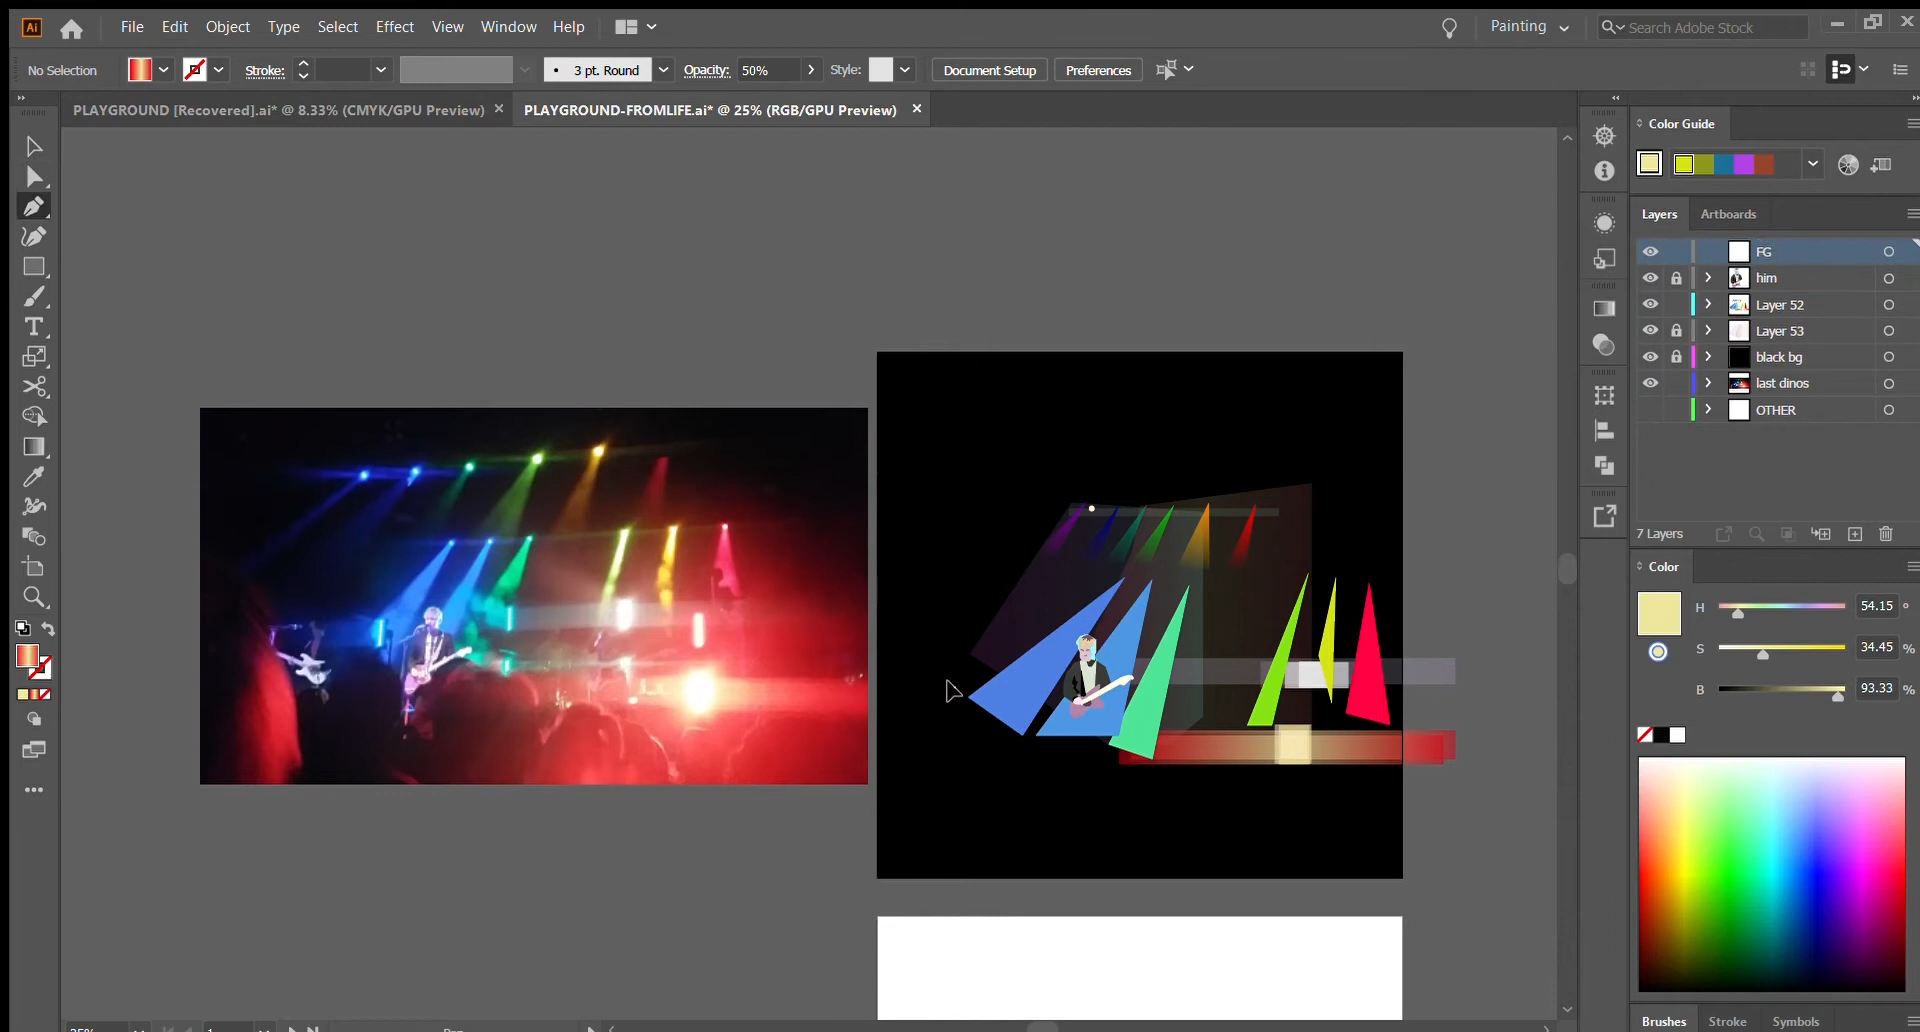 Ai File Edit Object Type Select Effect View Window Help Painting Search Adobe Stock
No Selection Stroke: 3 pt. Round Opacity: 50% Style: Document Setup Preferences
PLAYGROUND [Recovered].ai* @ 8.33% (CMYK/GPU Preview) × PLAYGROUND-FROMLIFE.ai* @ 25% (RGB/GPU Preview) ×
Color Guide
Layers Artboards
FG
him
Layer 52
Layer 53
black bg
last dinos
OTHER
7 Layers
Color
H 54.15 °
S 34.45 %
B 93.33 %
Brushes Stroke Symbols